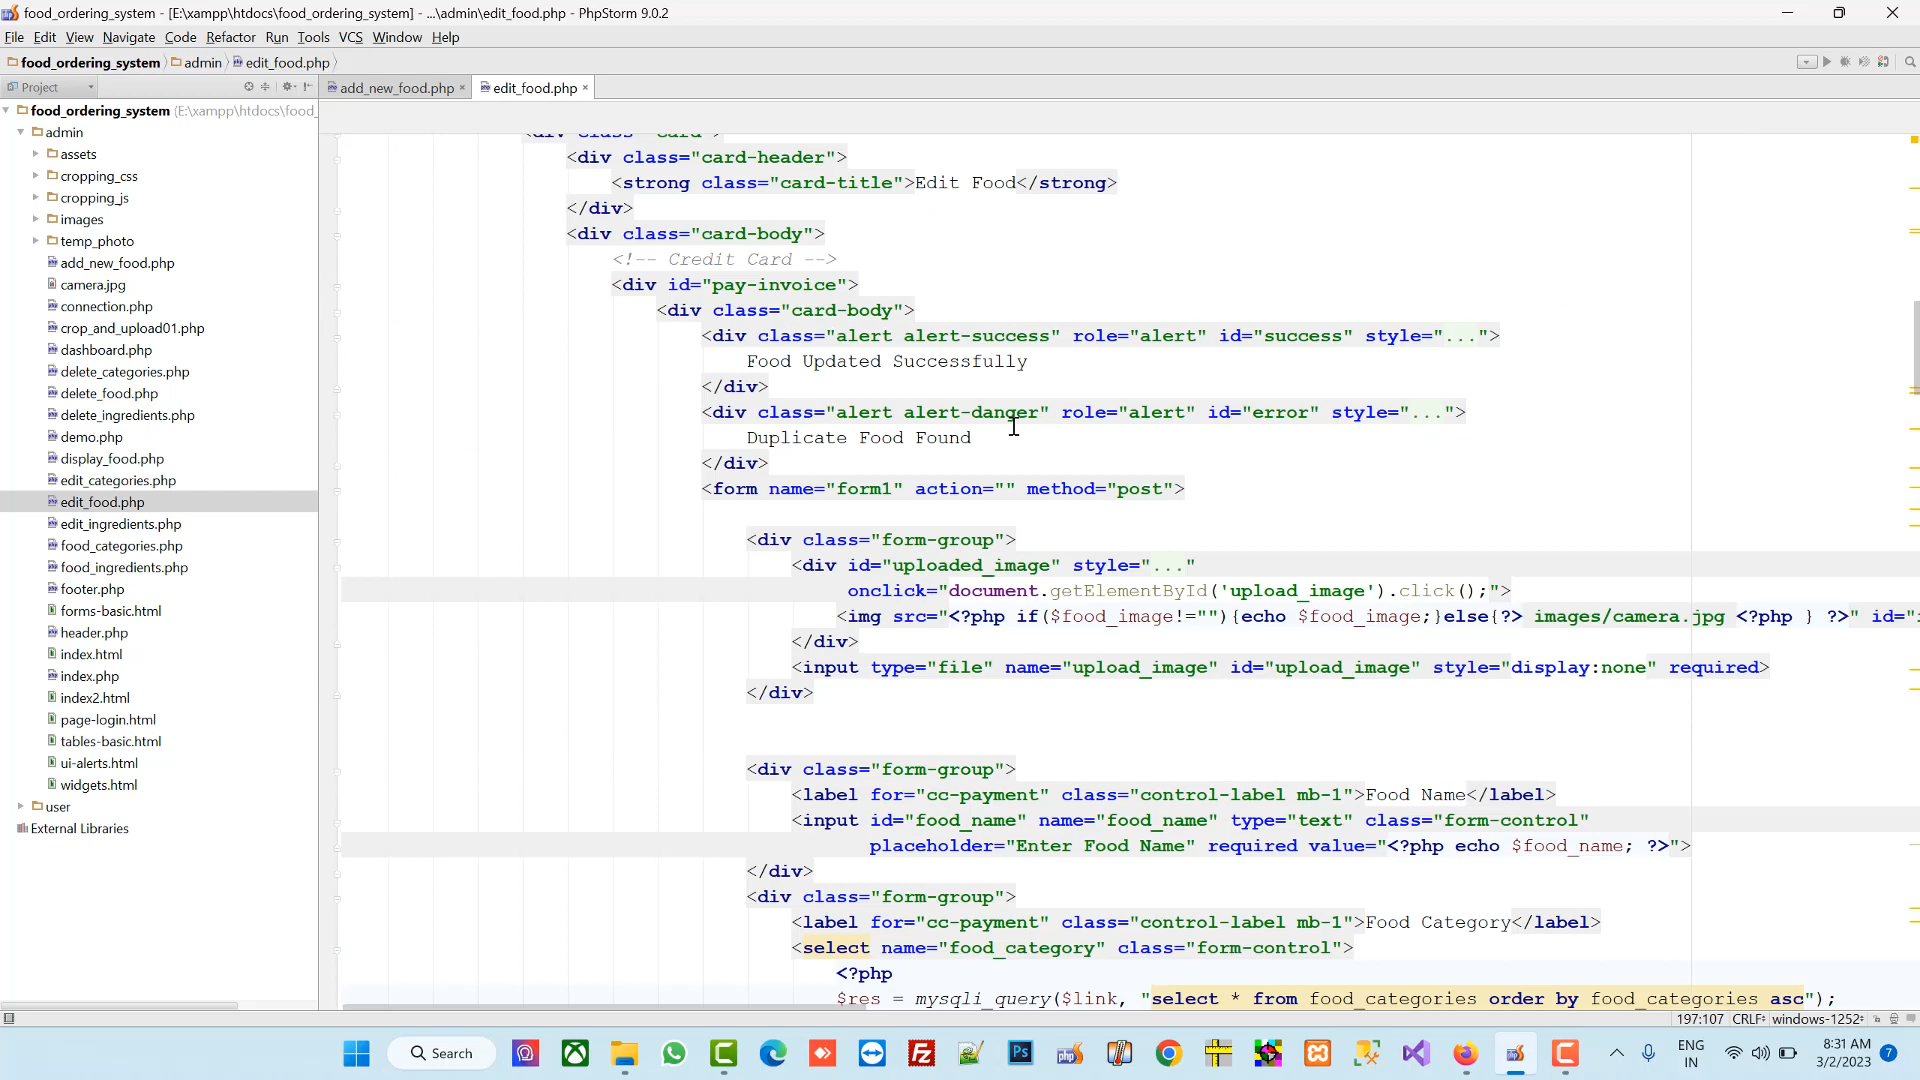 food_ordering_system - [E:\xampp\htdocs\food_ordering_system] - ...\admin\edit_food.php - PhpStorm 9.0.2
File Edit View Navigate Code Refactor Run Tools VCS Window Help
food_ordering_system admin edit_food.php
Project
add_new_food.php × edit_food.php ×
food_ordering_system (E:\xampp\htdocs\food_
admin
assets
cropping_css
cropping_js
images
temp_photo
add_new_food.php
camera.jpg
connection.php
crop_and_upload01.php
dashboard.php
delete_categories.php
delete_food.php
delete_ingredients.php
demo.php
display_food.php
edit_categories.php
edit_food.php
edit_ingredients.php
food_categories.php
food_ingredients.php
footer.php
forms-basic.html
header.php
index.html
index.php
index2.html
page-login.html
tables-basic.html
ui-alerts.html
widgets.html
user
External Libraries
<div class="card">
<div class="card-header">
<strong class="card-title">Edit Food</strong>
</div>
<div class="card-body">
<!-- Credit Card -->
<div id="pay-invoice">
<div class="card-body">
<div class="alert alert-success" role="alert" id="success" style="...">
Food Updated Successfully
</div>
<div class="alert alert-danger" role="alert" id="error" style="...">
Duplicate Food Found
</div>
<form name="form1" action="" method="post">
<div class="form-group">
<div id="uploaded_image" style="..."
onclick="document.getElementById('upload_image').click();">
<img src="<?php if($food_image!=""){echo $food_image;}else{?> images/camera.jpg <?php } ?>" id="
</div>
<input type="file" name="upload_image" id="upload_image" style="display:none" required>
</div>
<div class="form-group">
<label for="cc-payment" class="control-label mb-1">Food Name</label>
<input id="food_name" name="food_name" type="text" class="form-control"
placeholder="Enter Food Name" required value="<?php echo $food_name; ?>">
</div>
<div class="form-group">
<label for="cc-payment" class="control-label mb-1">Food Category</label>
<select name="food_category" class="form-control">
<?php
$res = mysqli_query($link, "select * from food_categories order by food_categories asc");
197:107 CRLF windows-1252
Search
php
ENG
IN
8:31 AM
3/2/2023
7